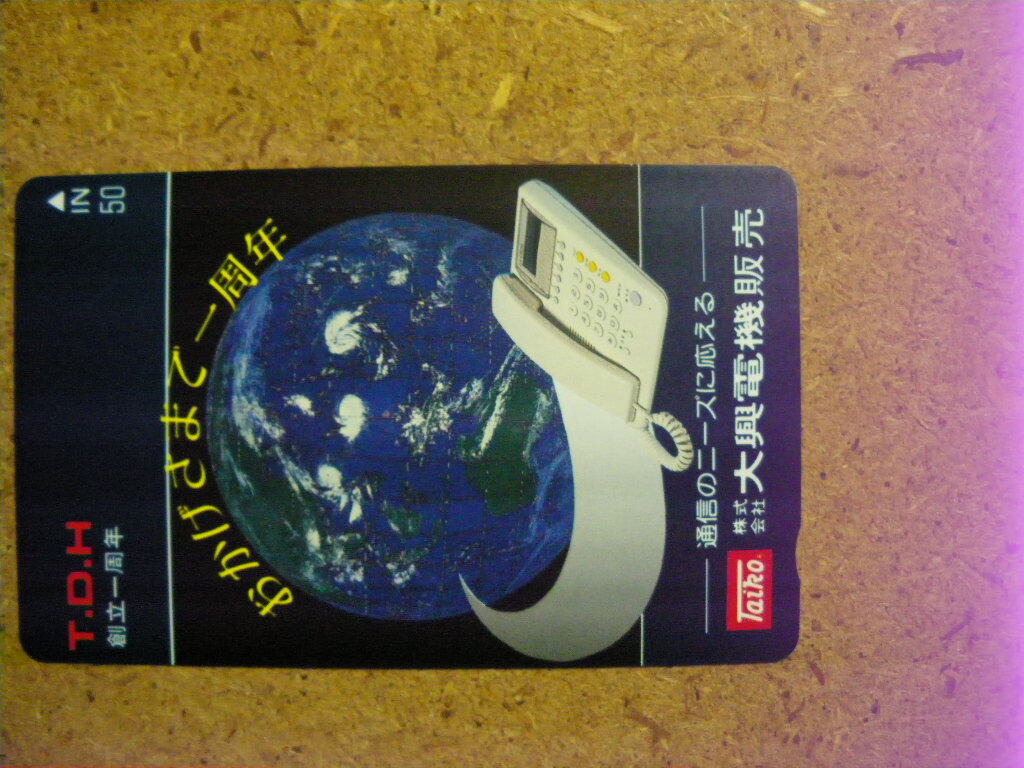 T.D.H
創立一周年
◁IN
50
おかげさまで一周年
通信のニーズに応える
Taiko
株式会社
大興電機販売